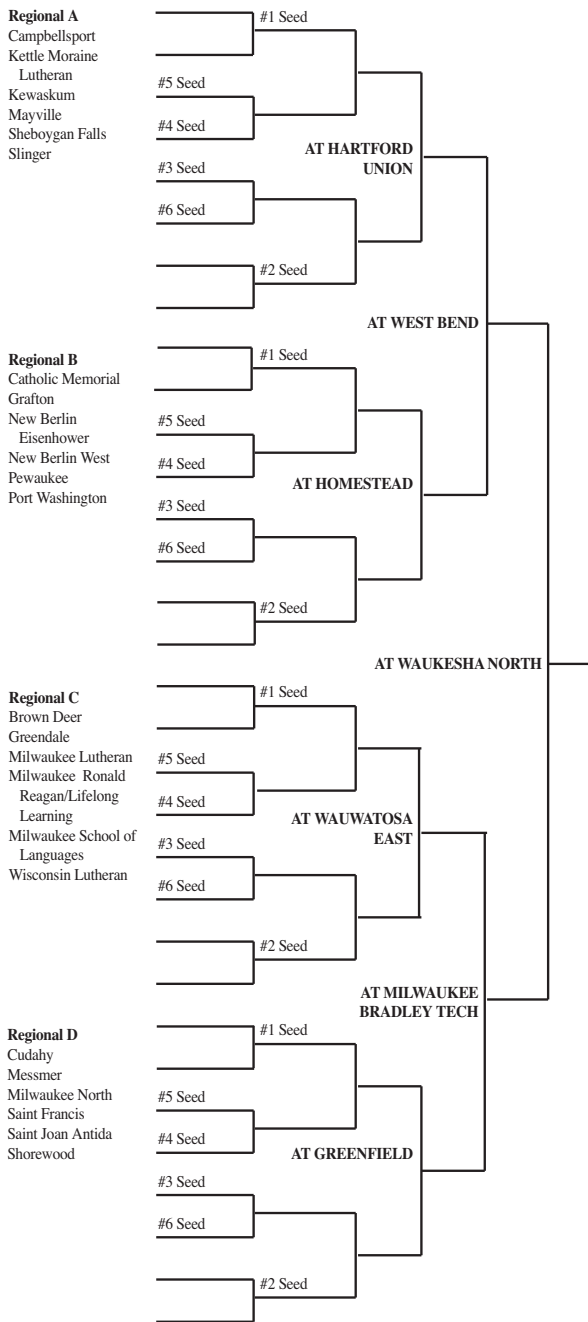 Regional A
Campbellsport
Kettle Moraine
Lutheran
Kewaskum
Mayville
Sheboygan Falls
Slinger
#1 Seed
#5 Seed
#4 Seed
#3 Seed
#6 Seed
#2 Seed
AT HARTFORD
UNION
AT WEST BEND
Regional B
Catholic Memorial
Grafton
New Berlin
Eisenhower
New Berlin West
Pewaukee
Port Washington
#1 Seed
#5 Seed
#4 Seed
#3 Seed
#6 Seed
#2 Seed
AT HOMESTEAD
AT WAUKESHA NORTH
Regional C
Brown Deer
Greendale
Milwaukee Lutheran
Milwaukee Ronald
Reagan/Lifelong
Learning
Milwaukee School of
Languages
Wisconsin Lutheran
#1 Seed
#5 Seed
#4 Seed
#3 Seed
#6 Seed
#2 Seed
AT WAUWATOSA
EAST
AT MILWAUKEE
BRADLEY TECH
Regional D
Cudahy
Messmer
Milwaukee North
Saint Francis
Saint Joan Antida
Shorewood
#1 Seed
#5 Seed
#4 Seed
#3 Seed
#6 Seed
#2 Seed
AT GREENFIELD